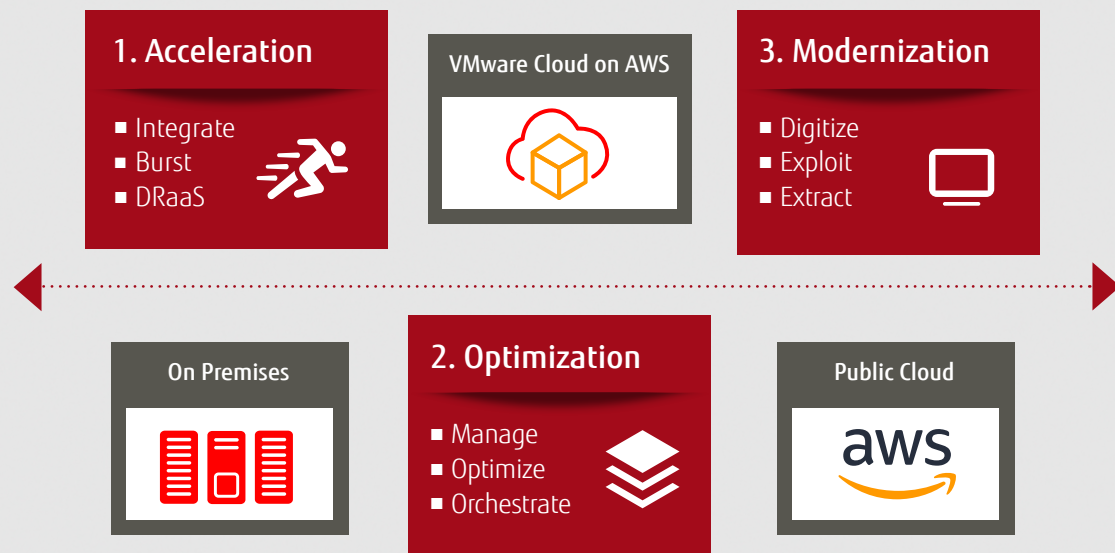 1. Acceleration
▪ Integrate
▪ Burst
▪ DRaaS
VMware Cloud on AWS
3. Modernization
▪ Digitize
▪ Exploit
▪ Extract
On Premises
2. Optimization
▪ Manage
▪ Optimize
▪ Orchestrate
Public Cloud
aws